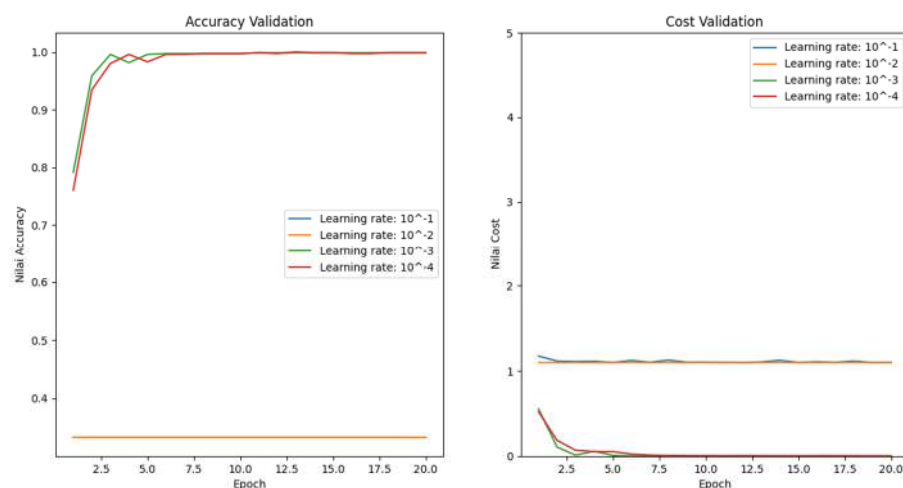 Accuracy Validation
1.0
0.9
0.8
0.7
0.6
0.5
0.4
Nilai Accuracy
Learning rate: 10^-1
Learning rate: 10^-2
Learning rate: 10^-3
Learning rate: 10^-4
2.5 5.0 7.5 10.0 12.5 15.0 17.5 20.0
Epoch
Cost Validation
5
4
3
2
1
0
Nilai Cost
Learning rate: 10^-1
Learning rate: 10^-2
Learning rate: 10^-3
Learning rate: 10^-4
2.5 5.0 7.5 10.0 12.5 15.0 17.5 20.0
Epoch